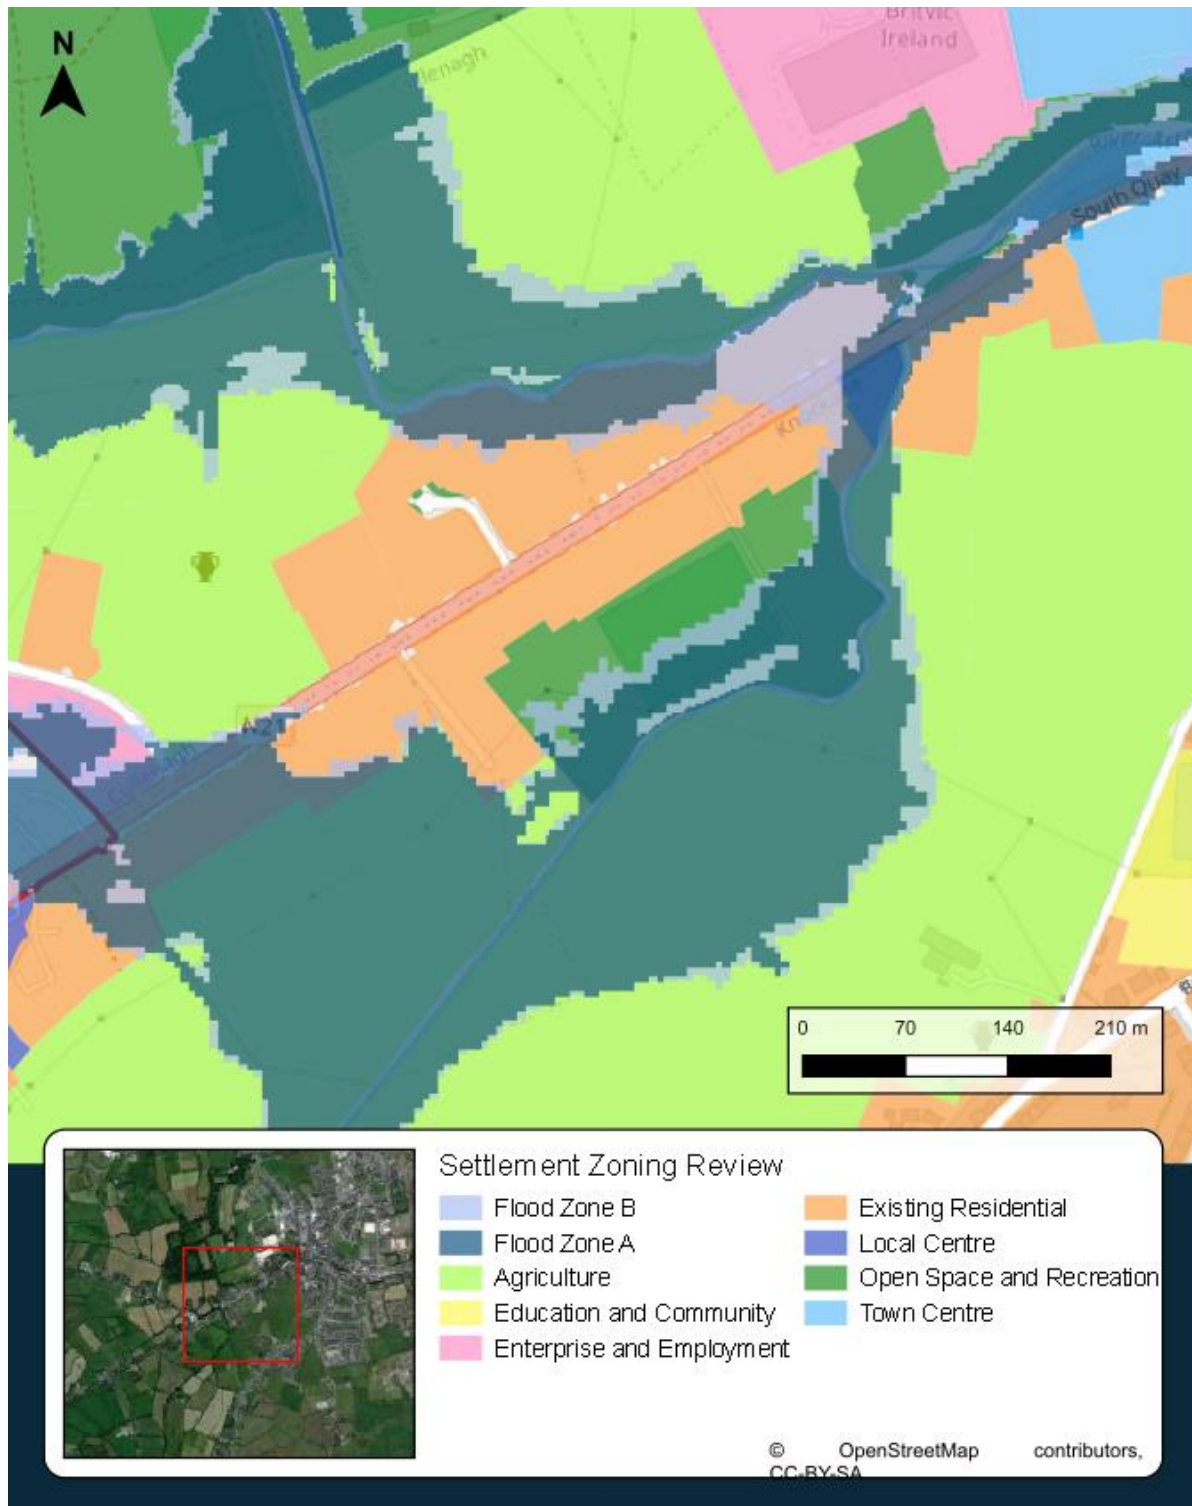 N
Britvic
Ireland
South Quay
0 70 140 210 m
Settlement Zoning Review
Flood Zone B
Flood Zone A
Agriculture
Education and Community
Enterprise and Employment
Existing Residential
Local Centre
Open Space and Recreation
Town Centre
© OpenStreetMap contributors,
CC-BY-SA